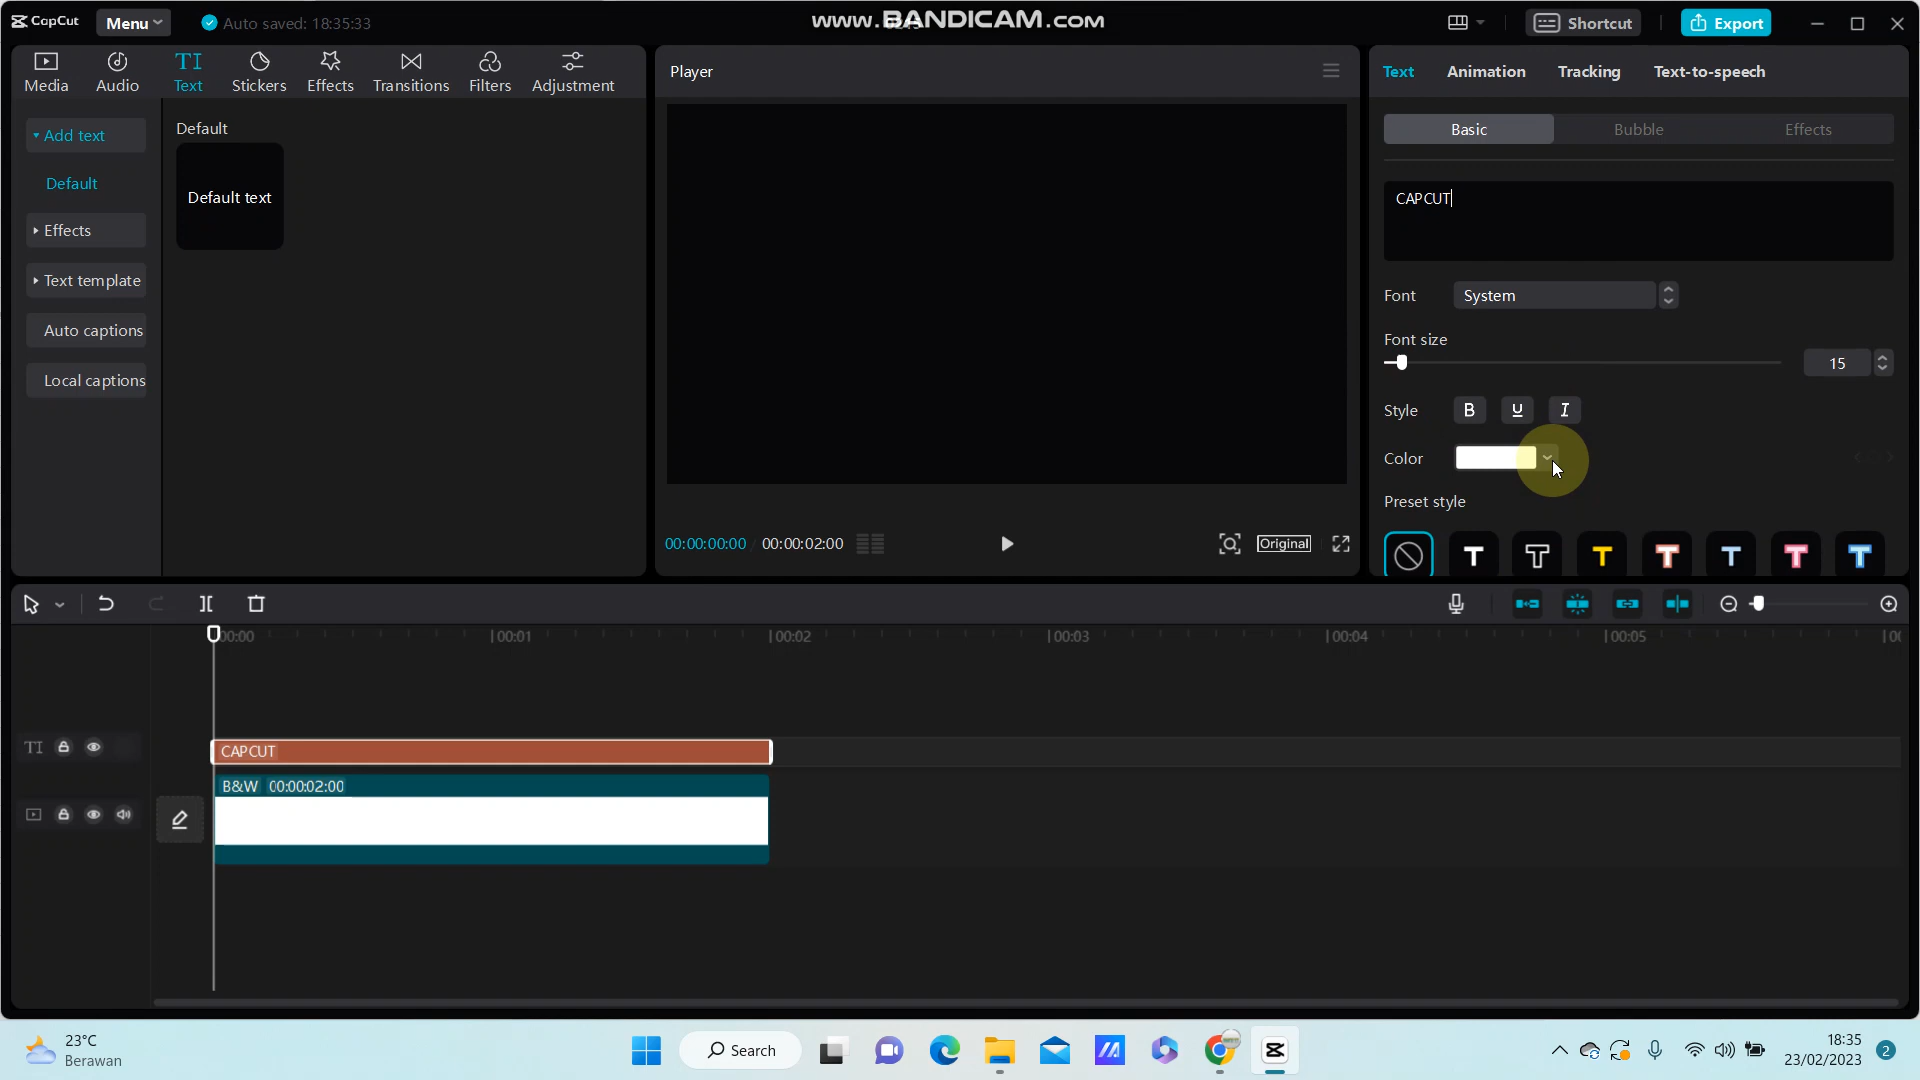 CapCut
Menu
Auto saved: 18:35:33
www.BANDICAM.com
Shortcut
Export
Media
Audio
TI
Text
Stickers
Effects
Transitions
Filters
Adjustment
Player
Text
Animation
Tracking
Text-to-speech
Add text
Default
Effects
Text template
Auto captions
Local captions
Default
Default text
Basic
Bubble
Effects
CAPCUT
Font
System
Font size
15
Style
B
U
I
Color
Preset style
T
T
T
T
T
T
T
00:00:00:00
00:00:02:00
Original
00:00
00:01
00:02
00:03
00:04
00:05
TI
CAPCUT
B&W 00:00:02:00
23°C
Berawan
Search
18:35
23/02/2023
2